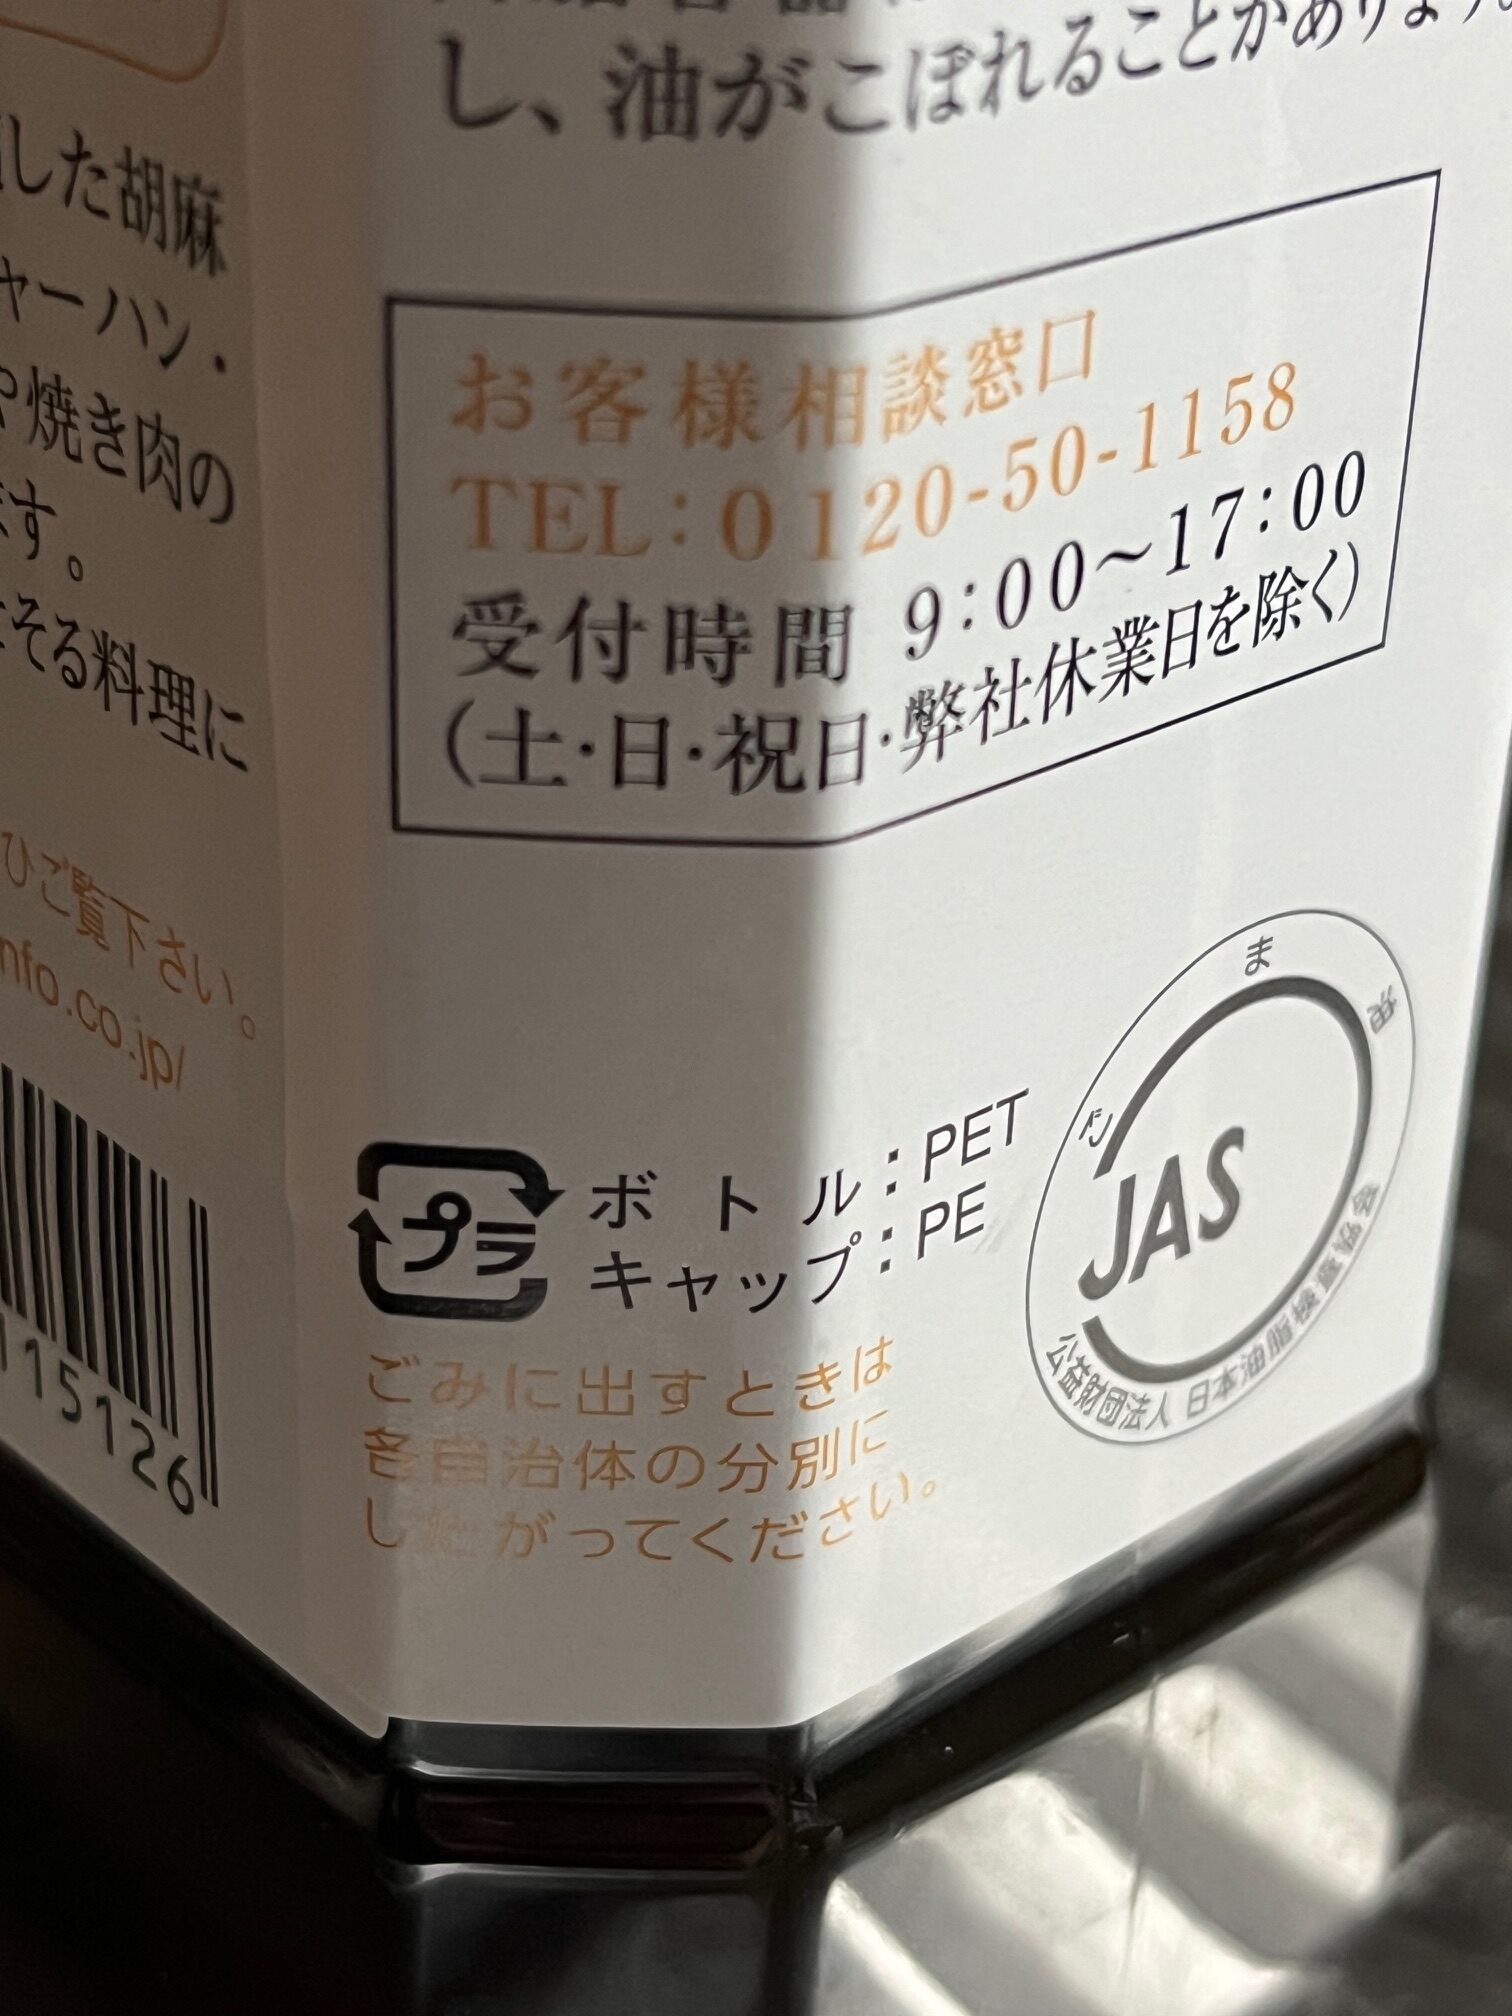 した胡麻
ャーハン・
や焼き肉の
ます。
そそる料理に
ひご覧下さい。
nfo.co.jp/
115126
し、油がこぼれることがありま
お客様相談窓口
TEL：0120-50-1158
受付時間 9：00～17：00
（土・日・祝日・弊社休業日を除く）
プラ
ボトル：PET
キャップ：PE
ごみに出すときは
各自治体の分別に
したがってください。
ごま油
JAS
公益財団法人 日本油脂検査協会